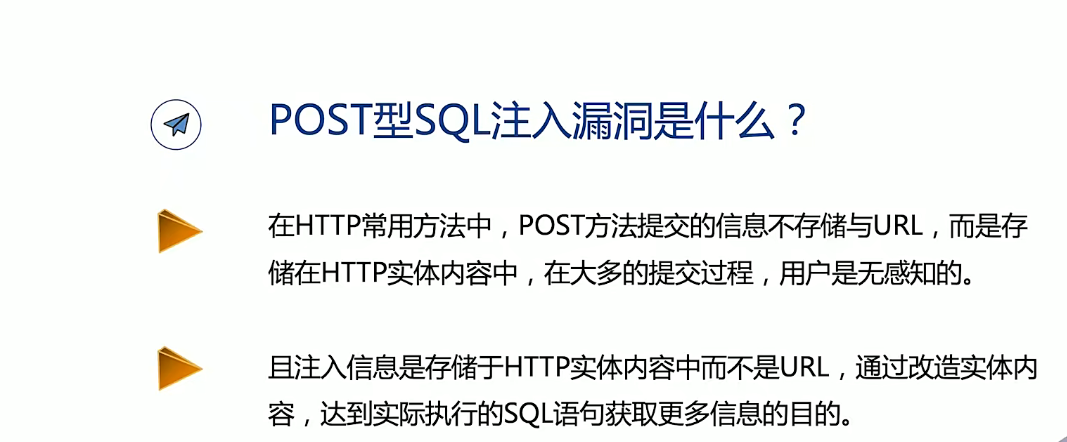 POST型SQL注入漏洞是什么？
在HTTP常用方法中，POST方法提交的信息不存储与URL，而是存
储在HTTP实体内容中，在大多的提交过程，用户是无感知的。
且注入信息是存储于HTTP实体内容中而不是URL，通过改造实体内
容，达到实际执行的SQL语句获取更多信息的目的。